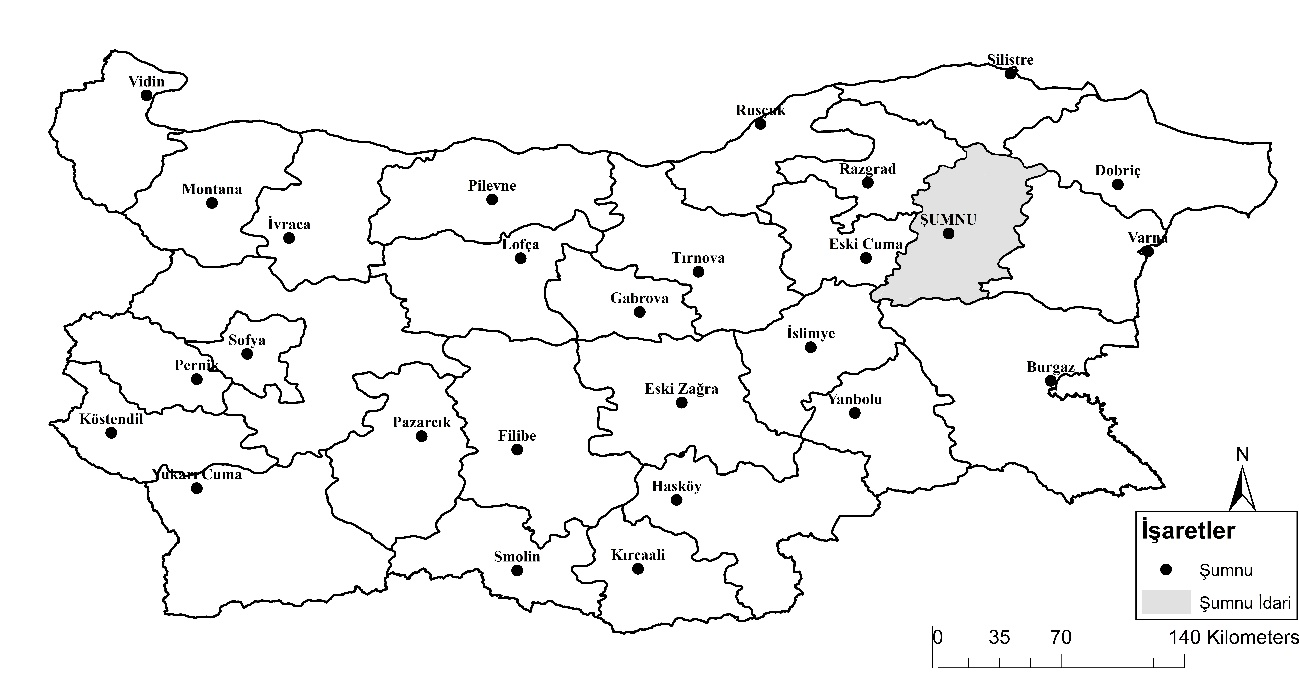 Silistre
Vidin
Rusçuk
Razgrad
Dobriç
Montana
Pilevne
İvraca
ŞUMNU
Lofça
Eski Cuma
Varna
Tırnova
Gabrova
Sofya
İslimye
Pernik
Burgaz
Eski Zağra
Yanbolu
Köstendil
Pazarcık
Filibe
Yukarı Cuma
Hasköy
N
Smolin
Kırcaali
İşaretler
Şumnu
Şumnu İdari
0 35 70 140 Kilometers